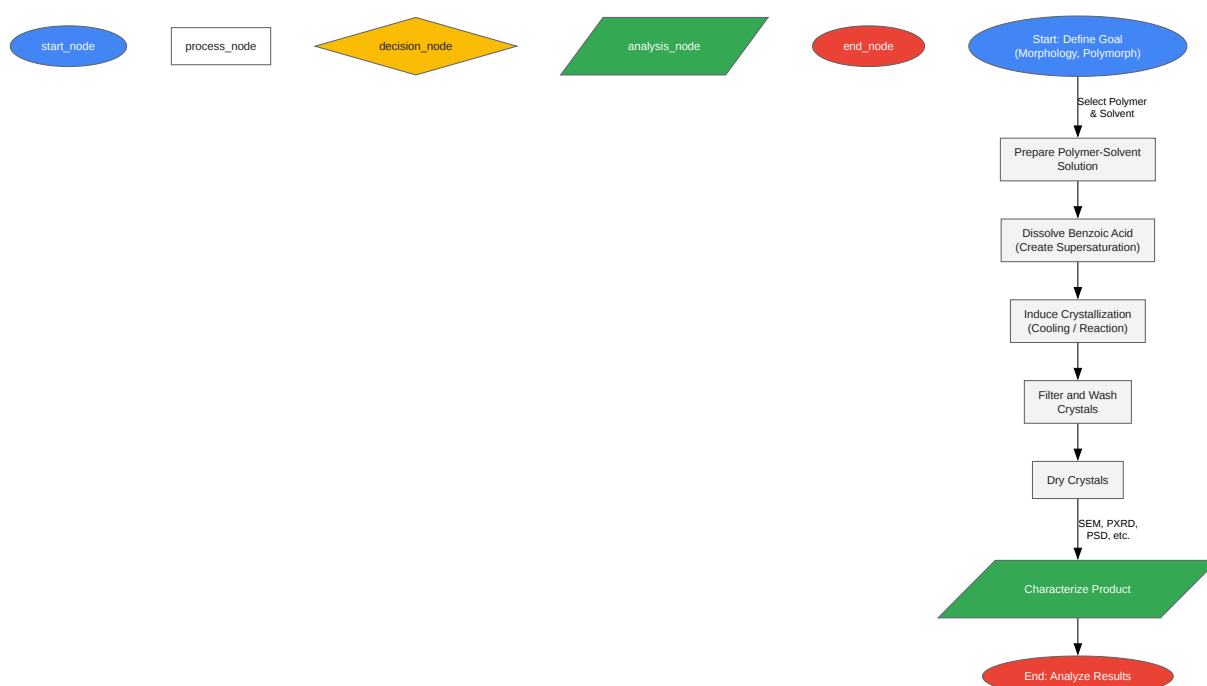 start_node
process_node
decision_node
analysis_node
end_node
Start: Define Goal
(Morphology, Polymorph)
Select Polymer
& Solvent
Prepare Polymer-Solvent
Solution
Dissolve Benzoic Acid
(Create Supersaturation)
Induce Crystallization
(Cooling / Reaction)
Filter and Wash
Crystals
Dry Crystals
SEM, PXRD,
PSD, etc.
Characterize Product
End: Analyze Results